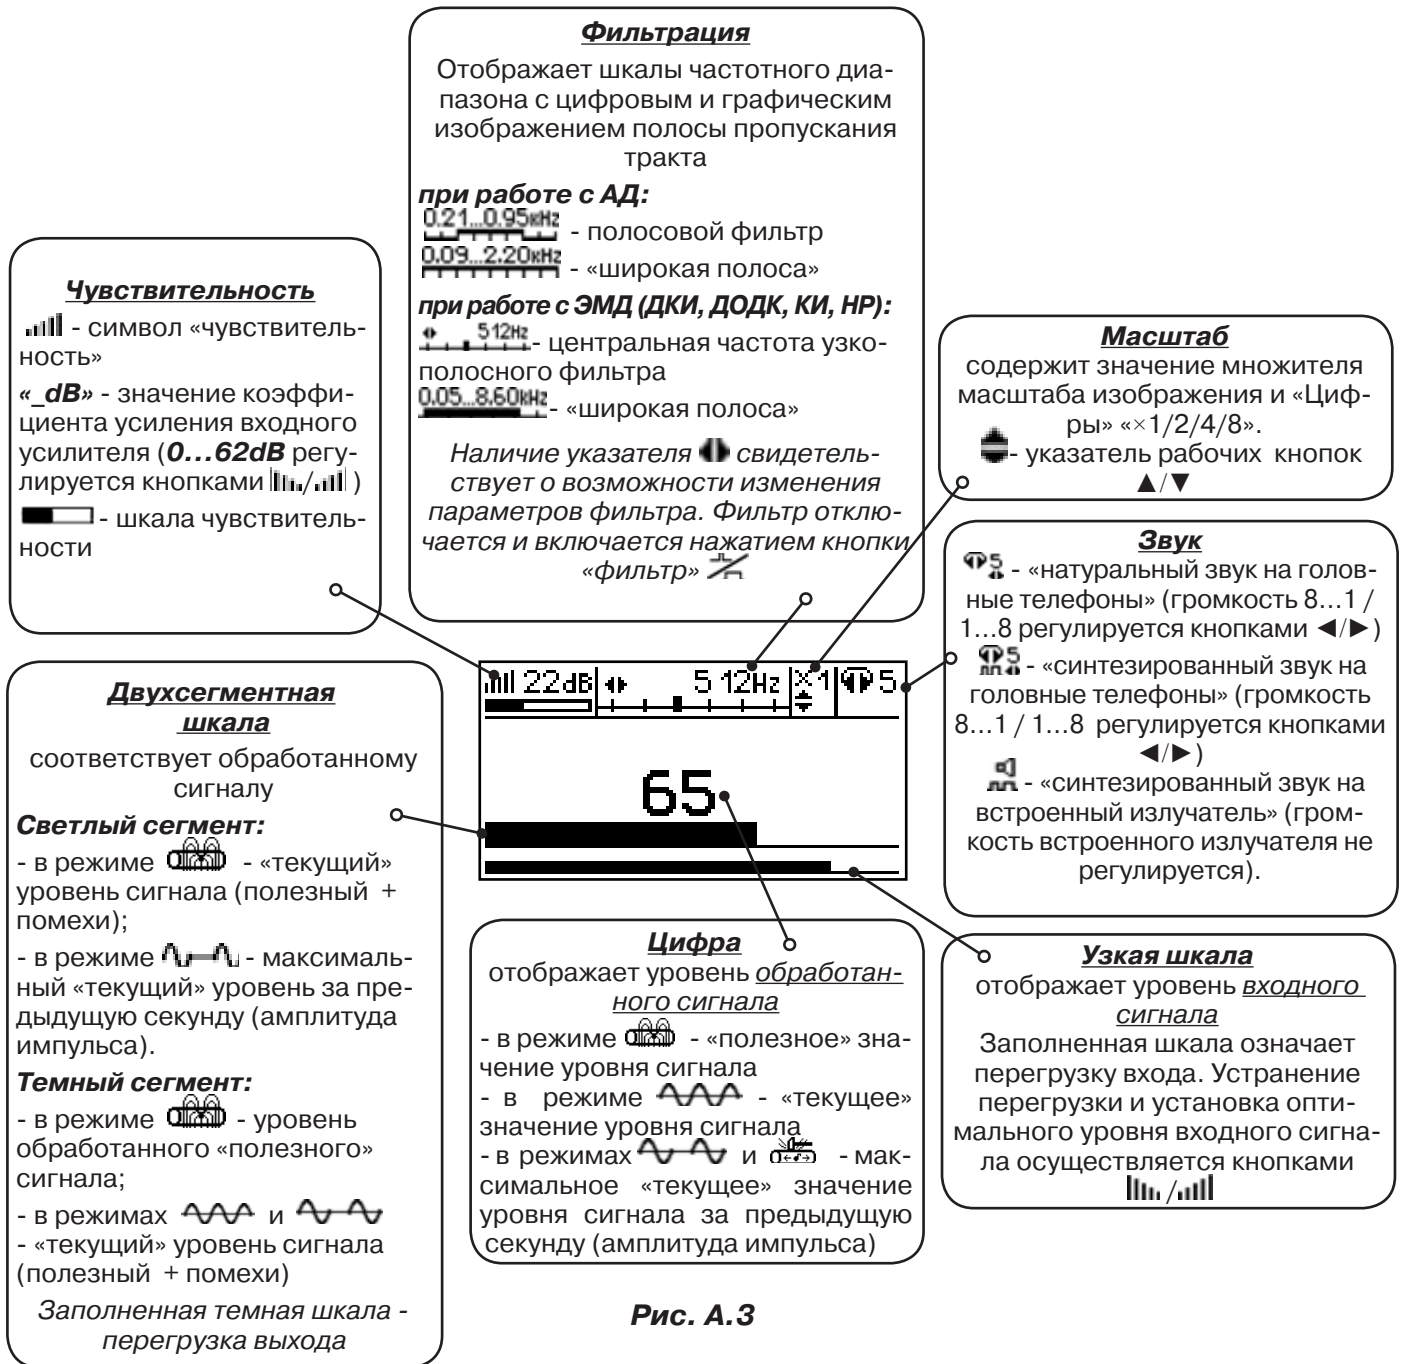 Фильтрация
Отображает шкалы частотного диа-
пазона с цифровым и графическим
изображением полосы пропускания
тракта
при работе с АД:
0.21...0.95кHz
- полосовой фильтр
0.09...2.20кHz
- «широкая полоса»
при работе с ЭМД (ДКИ, ДОДК, КИ, НР):
512Hz - центральная частота узко-
полосного фильтра
0.05...8.60кHz - «широкая полоса»
Наличие указателя свидетель-
ствует о возможности изменения
параметров фильтра. Фильтр отклю-
чается и включается нажатием кнопки
«фильтр»
Чувствительность
- символ «чувствитель-
ность»
«_dB» - значение коэффи-
циента усиления входного
усилителя (0...62dB регу-
лируется кнопками / )
- шкала чувствитель-
ности
Масштаб
содержит значение множителя
масштаба изображения и «Циф-
ры» «×1/2/4/8».
- указатель рабочих кнопок
▲/▼
Звук
5 - «натуральный звук на голов-
ные телефоны» (громкость 8...1 /
1...8 регулируется кнопками ◄/►)
5 - «синтезированный звук на
головные телефоны» (громкость
8...1 / 1...8 регулируется кнопками
◄/►)
- «синтезированный звук на
встроенный излучатель» (гром-
кость встроенного излучателя не
регулируется).
22dB 512Hz X1 5
65
Двухсегментная
шкала
соответствует обработанному
сигналу
Светлый сегмент:
- в режиме - «текущий»
уровень сигнала (полезный +
помехи);
- в режиме - максималь-
ный «текущий» уровень за пре-
дыдущую секунду (амплитуда
импульса).
Темный сегмент:
- в режиме - уровень
обработанного «полезного»
сигнала;
- в режимах и
- «текущий» уровень сигнала
(полезный + помехи)
Заполненная темная шкала -
перегрузка выхода
Цифра
отображает уровень обработан-
ного сигнала
- в режиме - «полезное» зна-
чение уровня сигнала
- в режиме - «текущее»
значение уровня сигнала
- в режимах и - мак-
симальное «текущее» значение
уровня сигнала за предыдущую
секунду (амплитуда импульса)
Узкая шкала
отображает уровень входного
сигнала
Заполненная шкала означает
перегрузку входа. Устранение
перегрузки и установка опти-
мального уровня входного сигна-
ла осуществляется кнопками
/
Рис. А.3